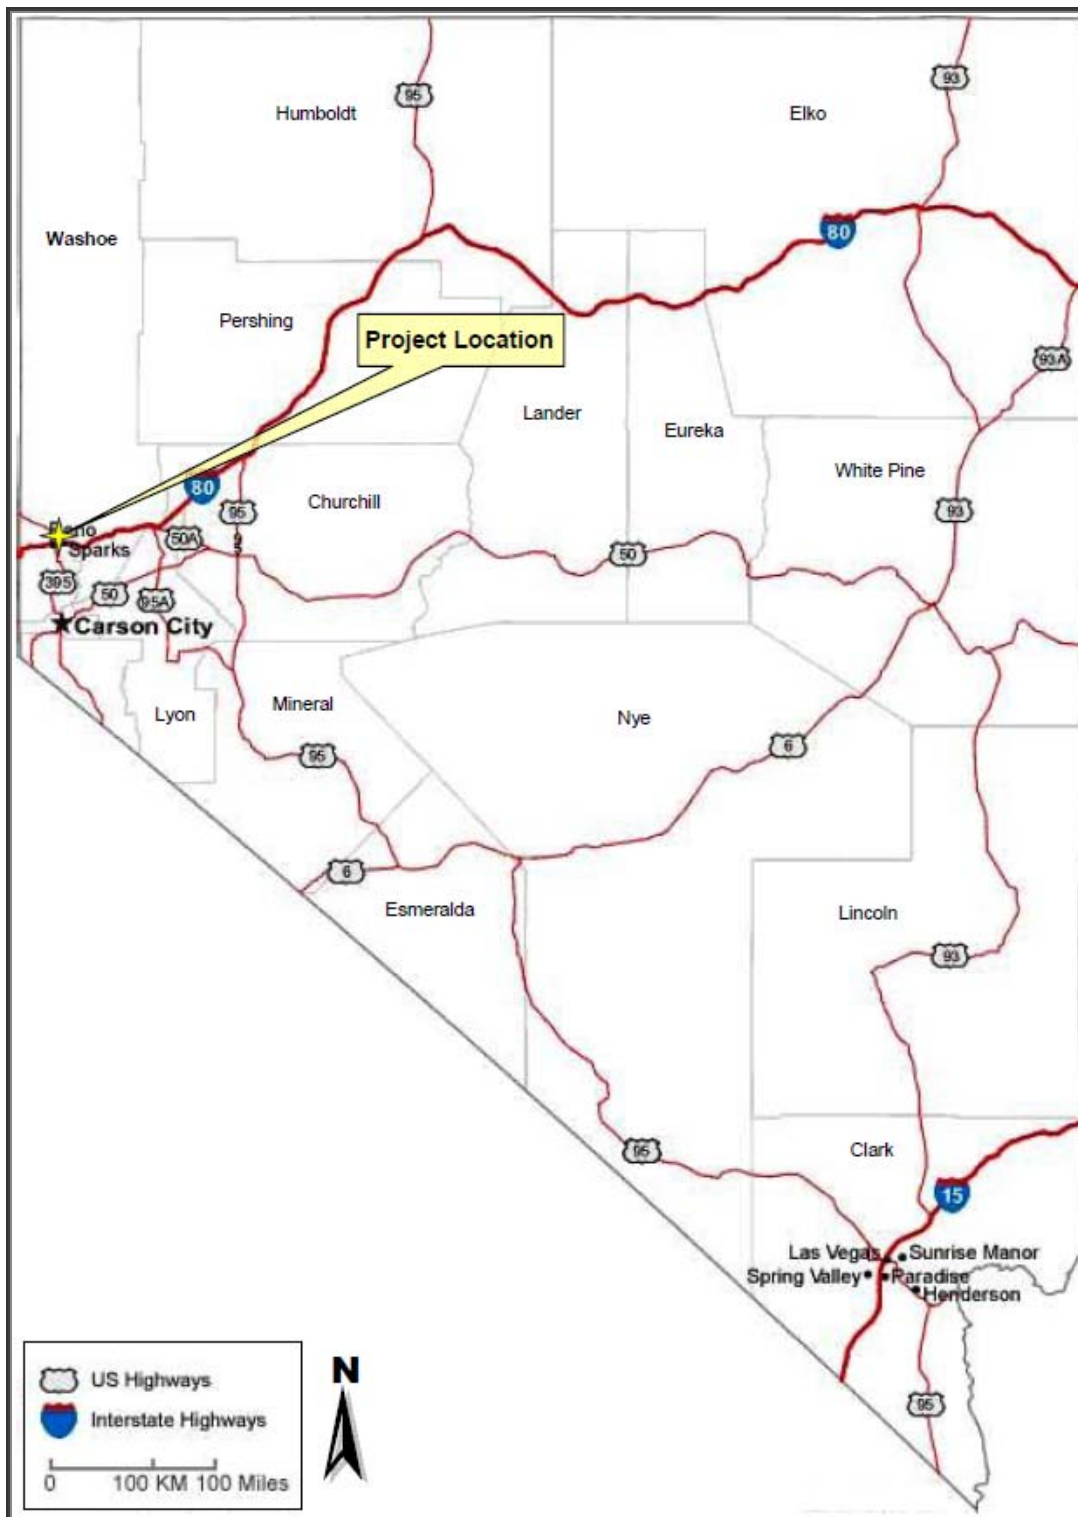 95
93
Humboldt
Elko
80
Washoe
Pershing
Project Location
93A
Lander
Eureka
White Pine
80
Churchill
95
93
Reno
50A
95
Sparks
50
395
50
95A
Carson City
Mineral
Lyon
Nye
95
6
6
Esmeralda
Lincoln
93
95
Clark
15
Las Vegas
Sunrise Manor
Spring Valley
Paradise
Henderson
95
US Highways
Interstate Highways
0 100 KM 100 Miles
N